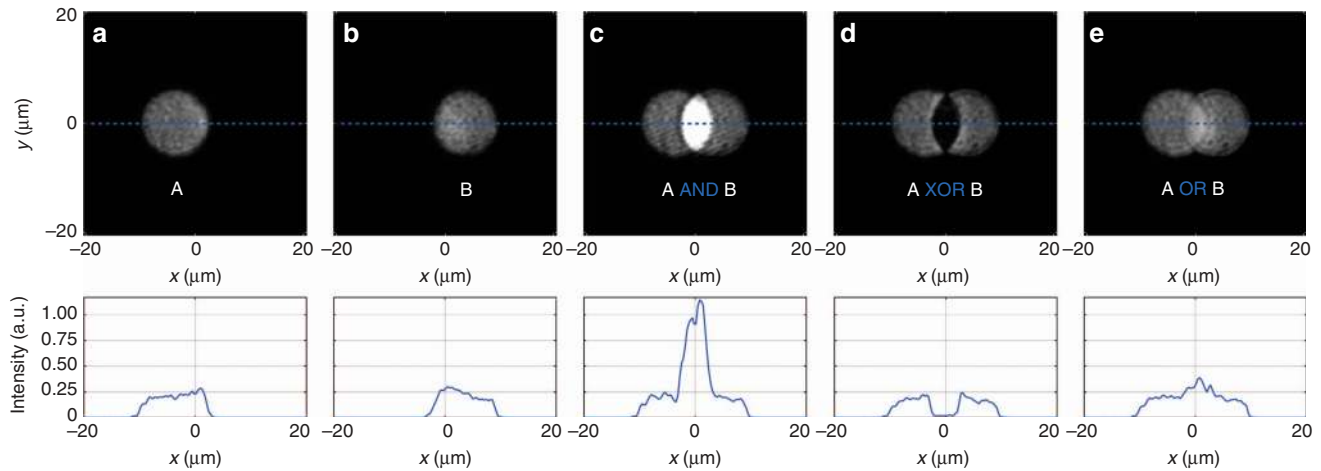 a b c d e
20
y (μm)
0
−20
A
B
A AND B
A XOR B
A OR B
−20 0 20 −20 0 20 −20 0 20 −20 0 20 −20 0 20
x (μm) x (μm) x (μm) x (μm) x (μm)
Intensity (a.u.)
1.00
0.75
0.50
0.25
0
−20 0 20 −20 0 20 −20 0 20 −20 0 20 −20 0 20
x (μm) x (μm) x (μm) x (μm) x (μm)